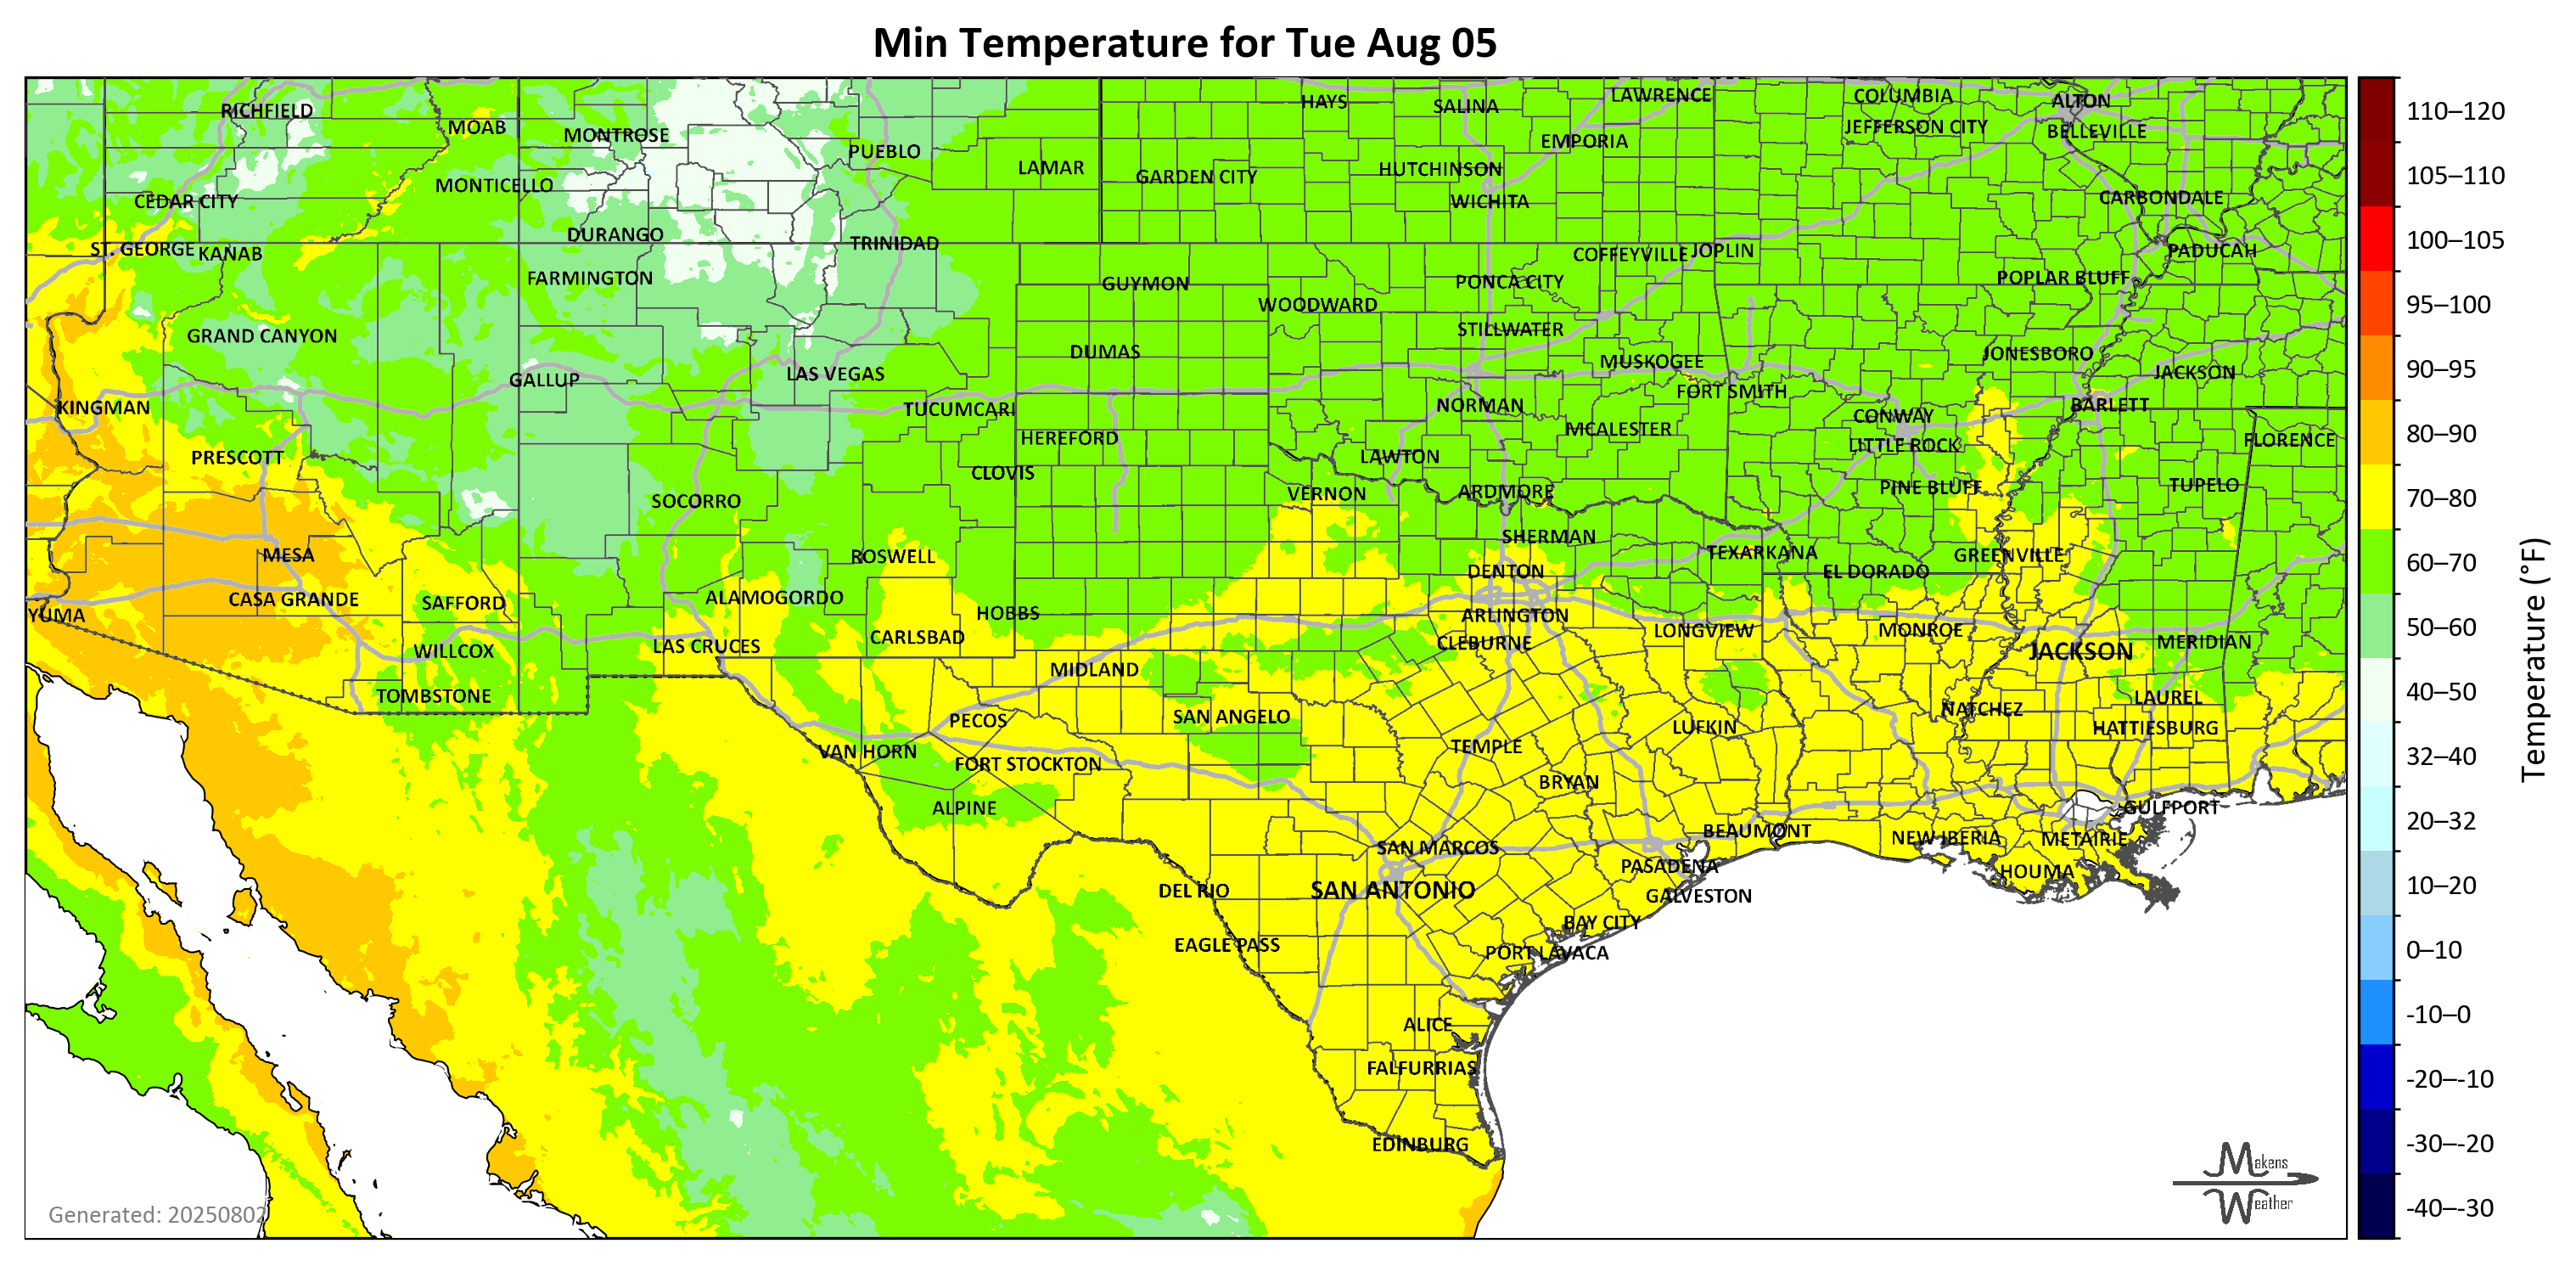 Min Temperature for Tue Aug 05
RICHFIELD
MOAB
MONTROSE
PUEBLO
LAMAR
HAYS
SALINA
LAWRENCE
COLUMBIA
ALTON
JEFFERSON CITY
BELLEVILLE
EMPORIA
HUTCHINSON
GARDEN CITY
WICHITA
MONTICELLO
CEDAR CITY
CARBONDALE
DURANGO
TRINIDAD
ST. GEORGE
KANAB
FARMINGTON
GUYMON
WOODWARD
PONCA CITY
COFFEYVILLE
JOPLIN
PADUCAH
POPLAR BLUFF
GRAND CANYON
STILLWATER
DUMAS
MUSKOGEE
JONESBORO
JACKSON
GALLUP
LAS VEGAS
FORT SMITH
KINGMAN
TUCUMCARI
NORMAN
CONWAY
BARLETT
HEREFORD
MCALESTER
LITTLE ROCK
FLORENCE
PRESCOTT
LAWTON
CLOVIS
SOCORRO
VERNON
ARDMORE
PINE BLUFF
TUPELO
SHERMAN
MESA
ROSWELL
TEXARKANA
GREENVILLE
DENTON
EL DORADO
CASA GRANDE
SAFFORD
ALAMOGORDO
HOBBS
ARLINGTON
YUMA
CARLSBAD
CLEBURNE
LONGVIEW
MONROE
MERIDIAN
WILLCOX
LAS CRUCES
JACKSON
MIDLAND
TOMBSTONE
LAUREL
PECOS
SAN ANGELO
NATCHEZ
LUFKIN
HATTIESBURG
VAN HORN
TEMPLE
FORT STOCKTON
BRYAN
ALPINE
GULFPORT
BEAUMONT
NEW IBERIA
METAIRIE
SAN MARCOS
PASADENA
HOUMA
DEL RIO
SAN ANTONIO
GALVESTON
BAY CITY
EAGLE PASS
PORT LAVACA
ALICE
FALFURRIAS
EDINBURG
Generated: 20250802
Makens
Weather
110–120
105–110
100–105
95–100
90–95
80–90
70–80
60–70
50–60
40–50
32–40
20–32
10–20
0–10
-10–0
-20–-10
-30–-20
-40–-30
Temperature (°F)